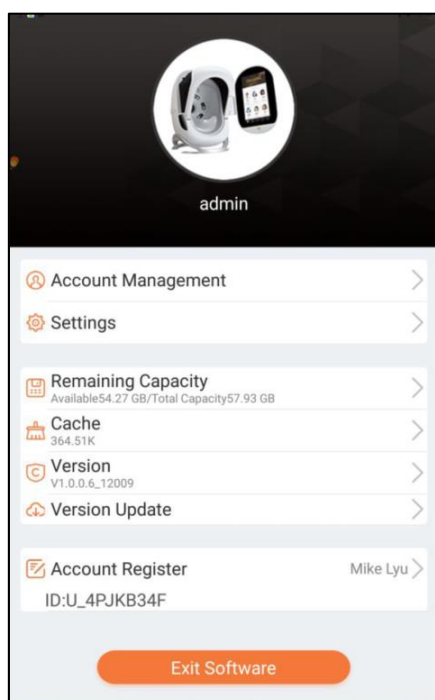 admin
Account Management
Settings
Remaining Capacity
Available54.27 GB/Total Capacity57.93 GB
Cache
364.51K
Version
V1.0.0.6_12009
Version Update
Account Register Mike Lyu
ID:U_4PJKB34F
Exit Software